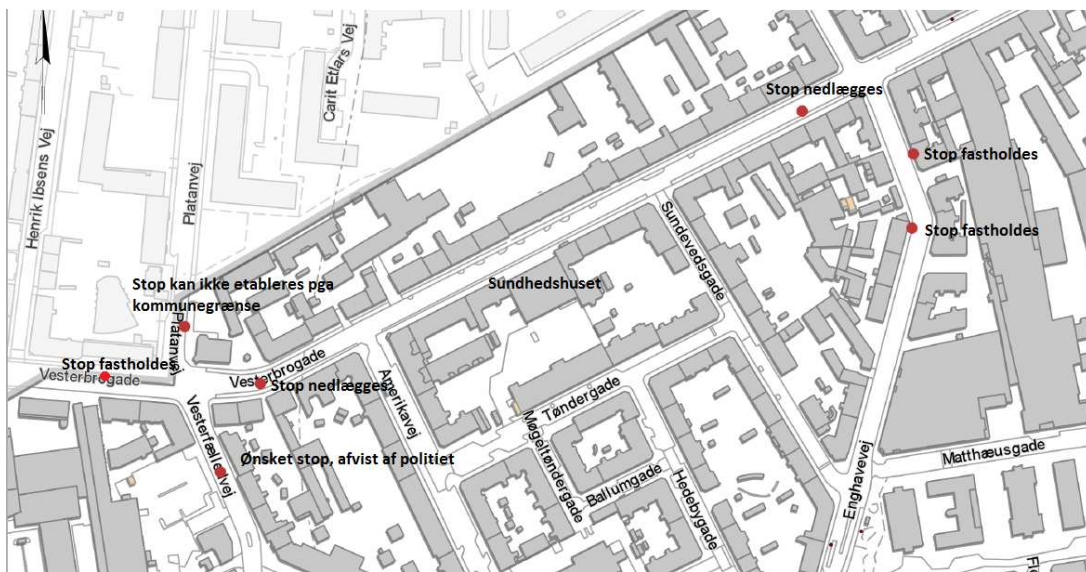 Stop nedlægges
Carit Etlars Vej
Henrik Ibsens Vej
Platanvej
Stop fastholdes
Stop fastholdes
Sundevedsgade
Sundhedshuset
Stop kan ikke etableres pga
kommunegrænse
Platanvej
Stop fastholdes
Vesterbrogade
Vesterbrogade
Stop nedlægges
Amerikavej
Tøndergade
Møgeltøndergade
Ønsket stop, afvist af politiet
Vesterfælledvej
Ballumgade
Hedebygade
Enghavevej
Matthæusgade